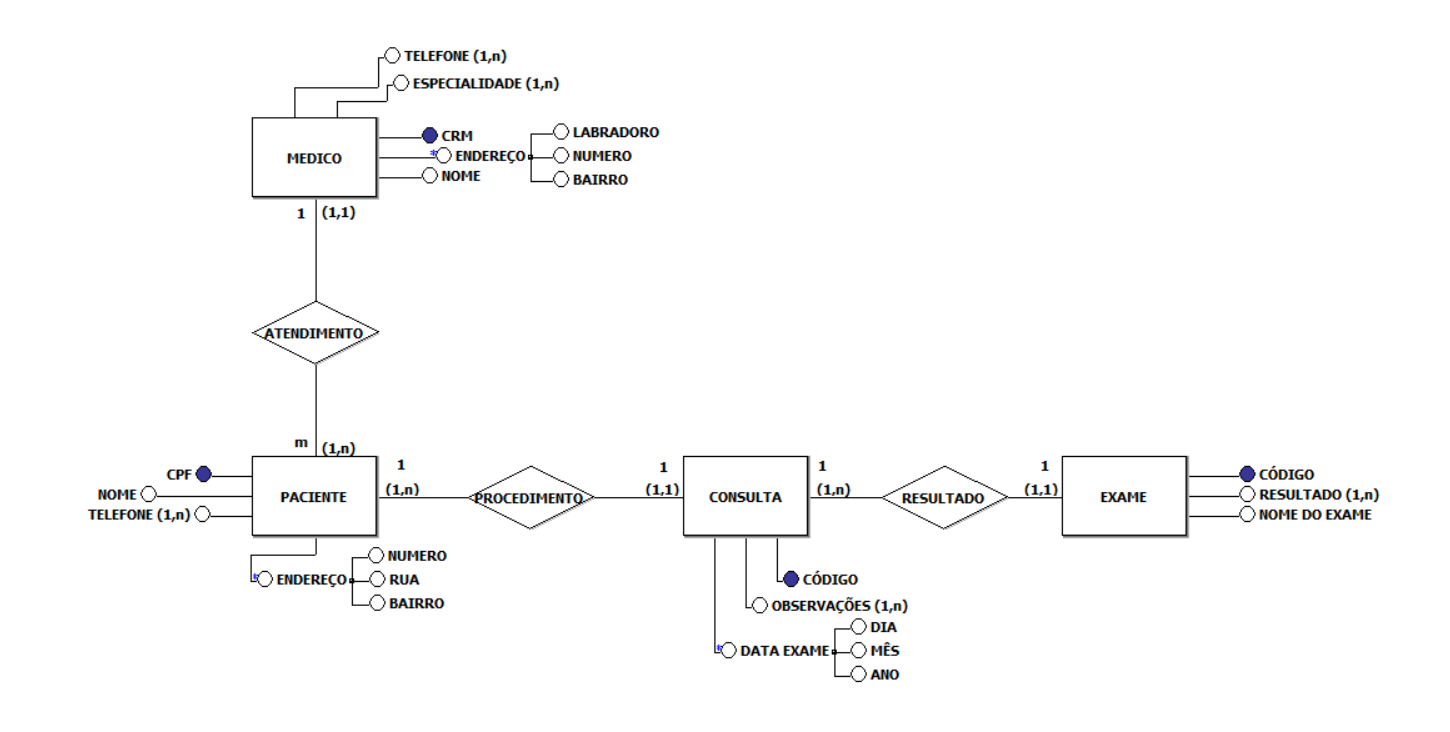 TELEFONE (1,n)
ESPECIALIDADE (1,n)
MEDICO
CRM
* ENDEREÇO
NOME
LABRADORO
NUMERO
BAIRRO
1 (1,1)
ATENDIMENTO
m (1,n)
CPF
NOME
TELEFONE (1,n)
PACIENTE
* ENDEREÇO
NUMERO
RUA
BAIRRO
1
(1,n)
PROCEDIMENTO
1
(1,1)
CONSULTA
CÓDIGO
OBSERVAÇÕES (1,n)
* DATA EXAME
DIA
MÊS
ANO
1
(1,n)
RESULTADO
1
(1,1)
EXAME
CÓDIGO
RESULTADO (1,n)
NOME DO EXAME